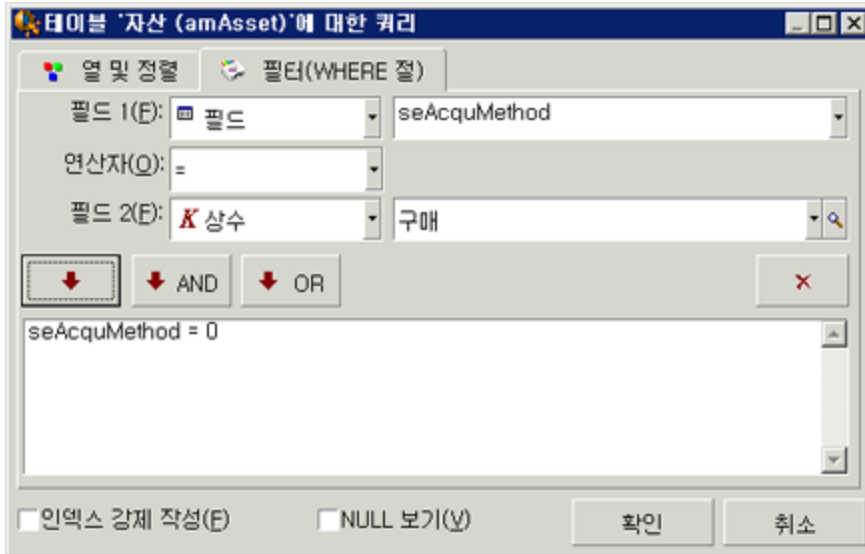 테이블 '자산 (amAsset)'에 대한 쿼리
열 및 정렬 필터(WHERE 절)
필드 1(F): 필드 seAcquMethod
연산자(O): =
필드 2(F): K 상수 구매
AND OR
seAcquMethod = 0
인덱스 강제 작성(F) NULL 보기(V) 확인 취소